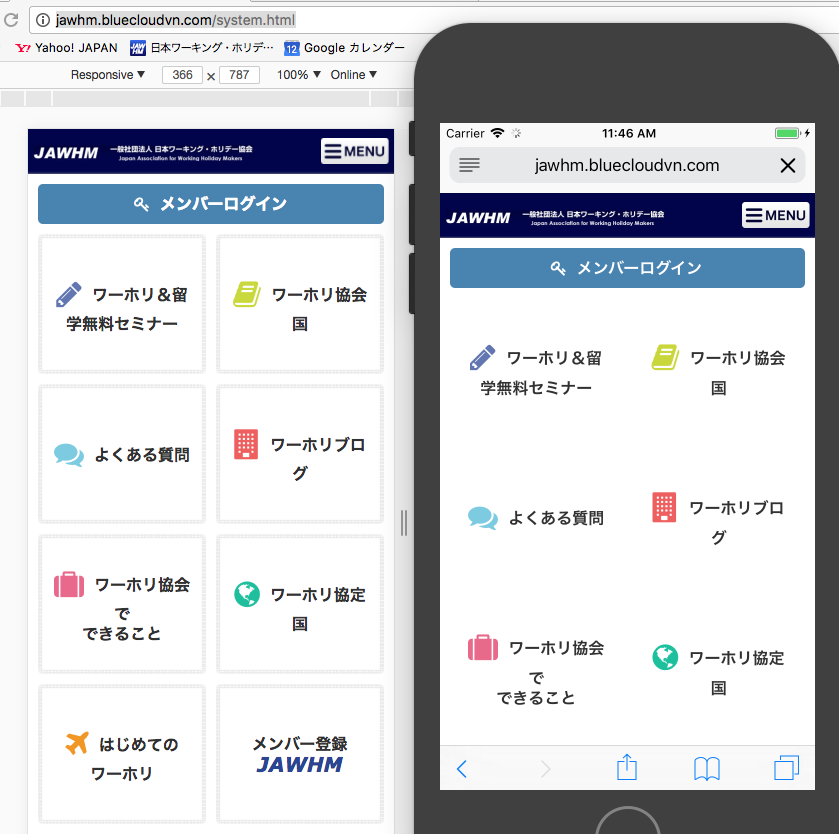 jawhm.bluecloudvn.com/system.html
Yahoo! JAPAN 日本ワーキング・ホリデ… 12 Google カレンダー
Responsive ▼ 366 × 787 100% ▼ Online ▼
JAWHM 一般社団法人 日本ワーキング・ホリデー協会 MENU
Japan Association for Working Holiday Makers
メンバーログイン
ワーホリ＆留
学無料セミナー
ワーホリ協会
国
よくある質問
ワーホリブロ
グ
ワーホリ協会
で
できること
ワーホリ協定
国
はじめての
ワーホリ
メンバー登録
JAWHM
Carrier 11:46 AM
jawhm.bluecloudvn.com
JAWHM 一般社団法人 日本ワーキング・ホリデー協会 MENU
Japan Association for Working Holiday Makers
メンバーログイン
ワーホリ＆留
学無料セミナー
ワーホリ協会
国
よくある質問
ワーホリブロ
グ
ワーホリ協会
で
できること
ワーホリ協定
国